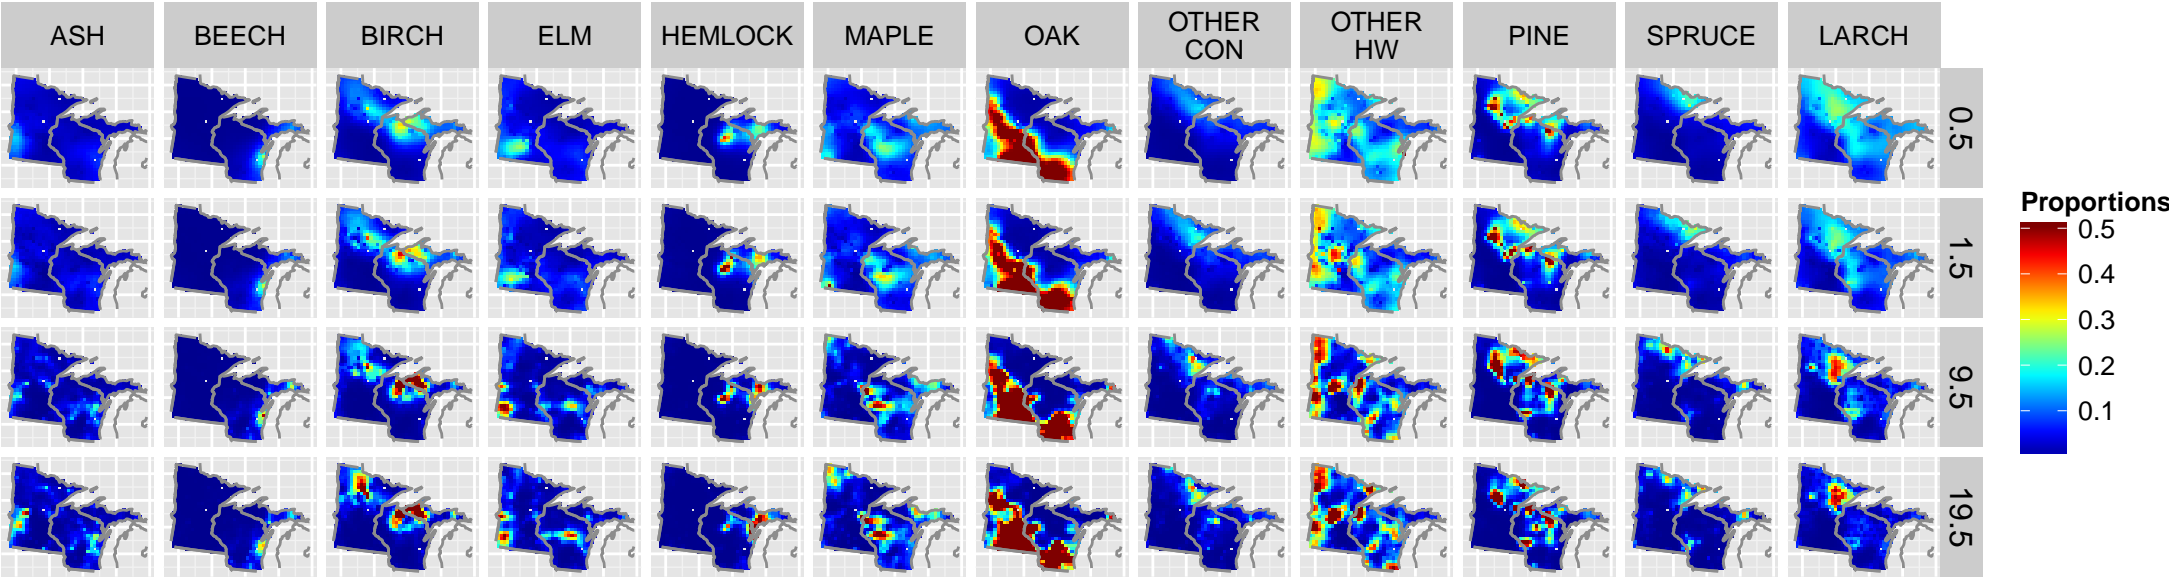 ASH
BEECH
BIRCH
ELM
HEMLOCK
MAPLE
OAK
OTHER
CON
OTHER
HW
PINE
SPRUCE
LARCH
0.5
1.5
9.5
19.5
Proportions
0.5
0.4
0.3
0.2
0.1